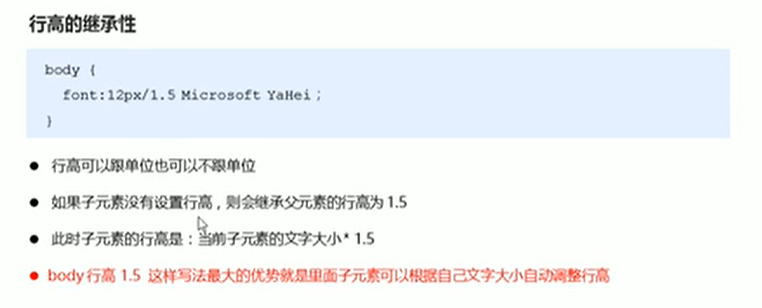 行高的继承性
body {
font:12px/1.5 Microsoft YaHei;
}
● 行高可以跟单位也可以不跟单位
● 如果子元素没有设置行高，则会继承父元素的行高为 1.5
● 此时子元素的行高是：当前子元素的文字大小* 1.5
● body 行高 1.5 这样写法最大的优势就是里面子元素可以根据自己文字大小自动调整行高